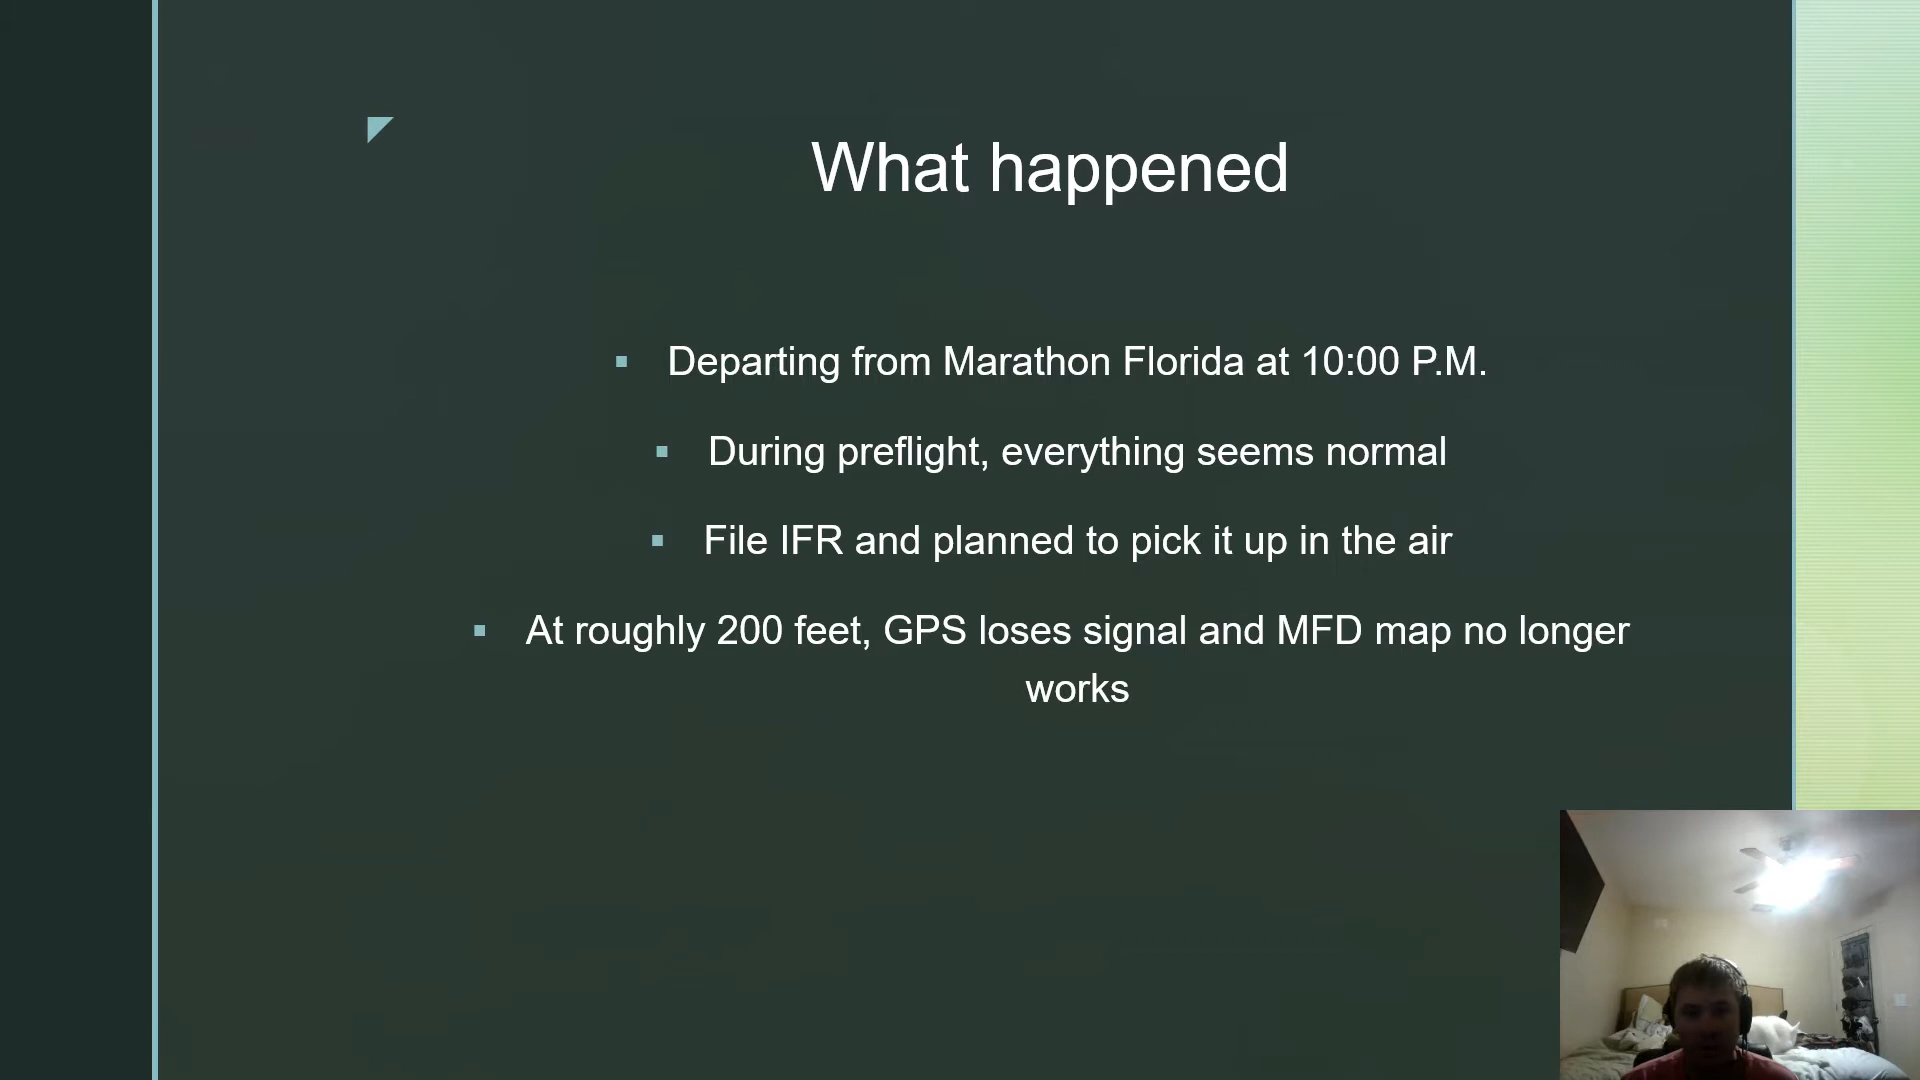 What happened
Departing from Marathon Florida at 10:00 P.M.
During preflight, everything seems normal
File IFR and planned to pick it up in the air
At roughly 200 feet, GPS loses signal and MFD map no longer
works